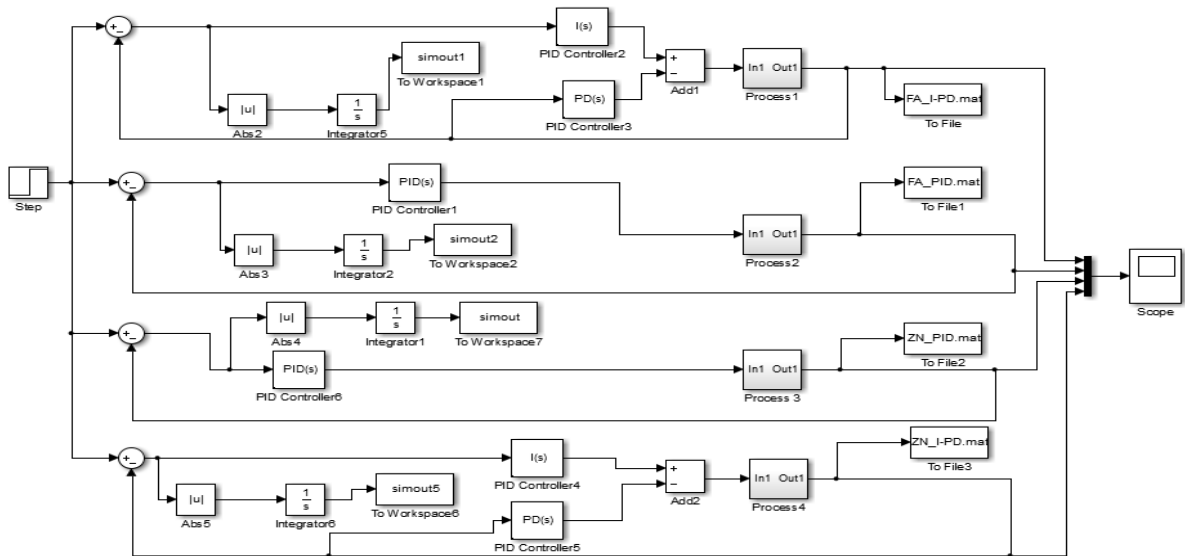 +
−
I(s)
PID Controller2
simout1
To Workspace1
+
−
Add1
In1 Out1
Process1
PD(s)
PID Controller3
|u|
Abs2
1
s
Integrator5
FA_I-PD.mat
To File
Step
+
−
PID(s)
PID Controller1
FA_PID.mat
To File1
|u|
Abs3
1
s
Integrator2
simout2
To Workspace2
In1 Out1
Process2
Scope
+
−
|u|
Abs4
1
s
Integrator1
simout
To Workspace7
PID(s)
PID Controller6
In1 Out1
Process 3
ZN_PID.mat
To File2
+
−
I(s)
PID Controller4
+
−
Add2
In1 Out1
Process4
ZN_I-PD.mat
To File3
|u|
Abs5
1
s
Integrator6
simout5
To Workspace6
PD(s)
PID Controller5